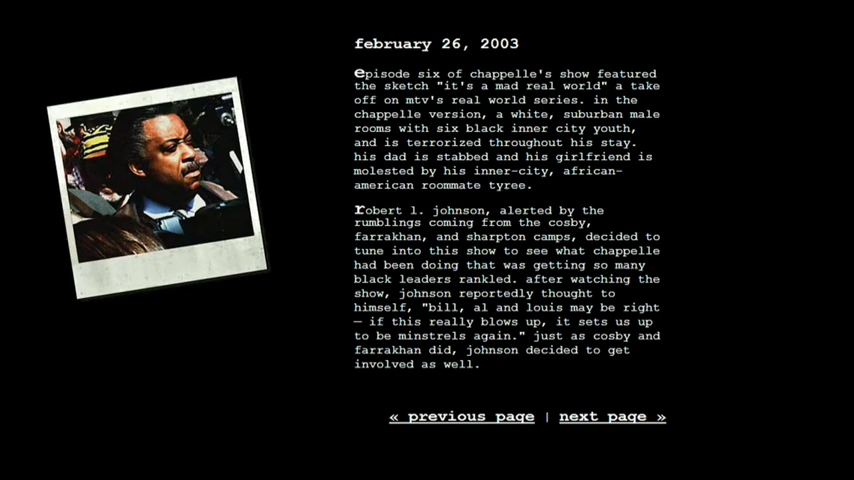 february 26, 2003
episode six of chappelle's show featured
the sketch "it's a mad real world" a take
off on mtv's real world series. in the
chappelle version, a white, suburban male
rooms with six black inner city youth,
and is terrorized throughout his stay.
his dad is stabbed and his girlfriend is
molested by his inner-city, african-
american roommate tyree.
robert l. johnson, alerted by the
rumblings coming from the cosby,
farrakhan, and sharpton camps, decided to
tune into this show to see what chappelle
had been doing that was getting so many
black leaders rankled. after watching the
show, johnson reportedly thought to
himself, "bill, al and louis may be right
— if this really blows up, it sets us up
to be minstrels again." just as cosby and
farrakhan did, johnson decided to get
involved as well.
« previous page | next page »